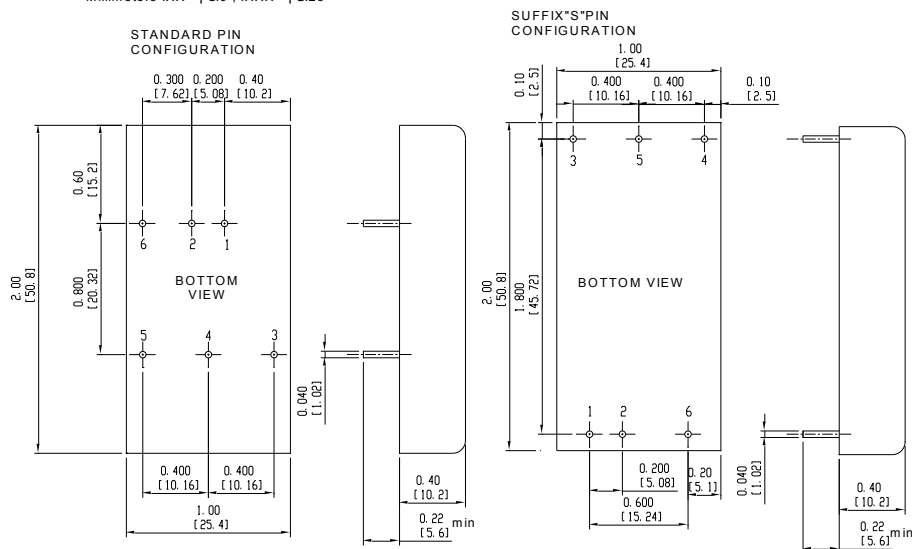 STANDARD PIN
CONFIGURATION
0.300 0.200 0.40
[7.62] [5.08] [10.2]
0.60
[15.2]
6 2 1
2.00
[50.8]
0.800
[20.32]
BOTTOM
VIEW
5 4 3
0.040
[1.02]
0.400 0.400
[10.16] [10.16]
1.00
[25.4]
0.40
[10.2]
0.22 min
[5.6]
SUFFIX"S"PIN
CONFIGURATION
1.00
[25.4]
0.10
[2.5]
0.400 0.400 0.10
[10.16] [10.16] [2.5]
3 5 4
2.00
[50.8]
1.800
[45.72]
BOTTOM VIEW
1 2 6
0.200 0.20
[5.08] [5.1]
0.600
[15.24]
0.040
[1.02]
0.40
[10.2]
0.22 min
[5.6]